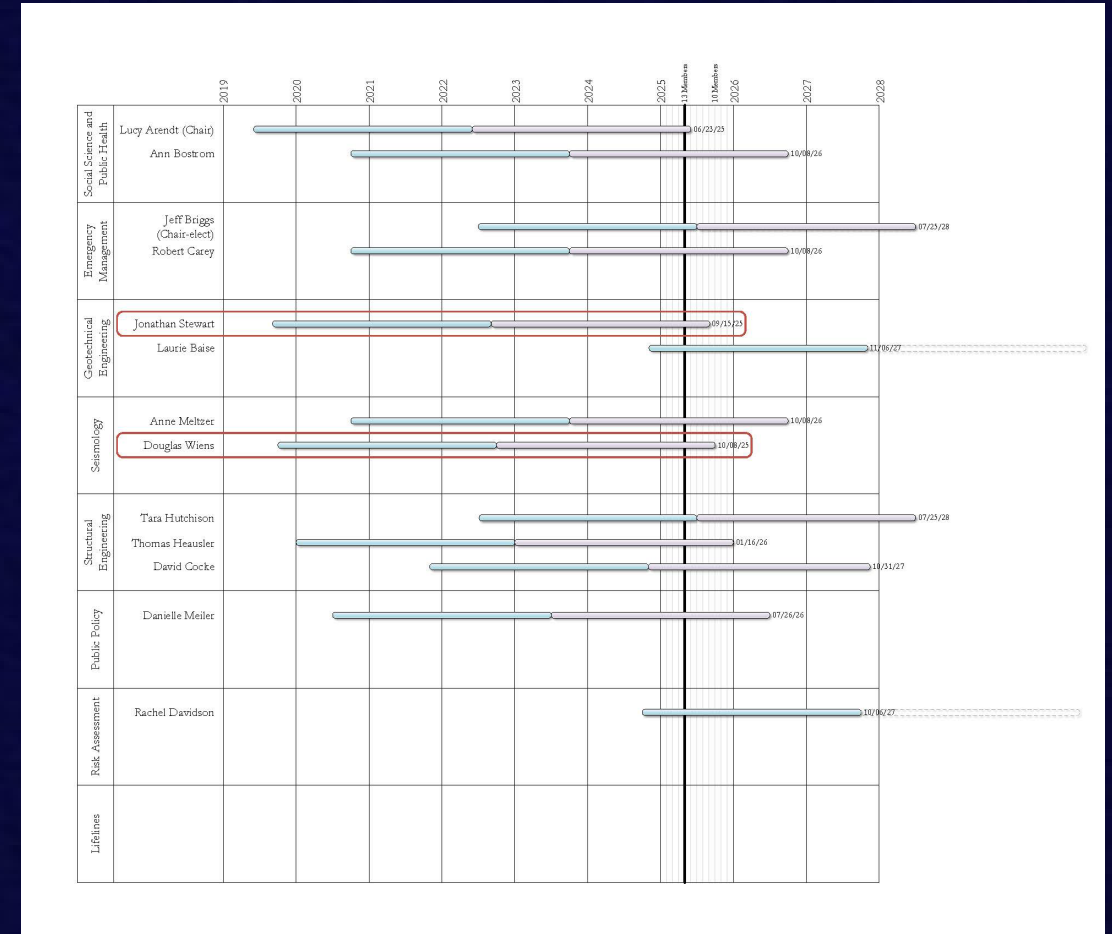 2019
2020
2021
2022
2023
2024
2025
13 Members
10 Members
2026
2027
2028
Social Science and
Public Health
Lucy Arendt (Chair)
06/23/25
Ann Bostrom
10/08/26
Emergency
Management
Jeff Briggs
(Chair-elect)
07/25/28
Robert Carey
10/08/26
Geotechnical
Engineering
Jonathan Stewart
09/15/25
Laurie Baise
11/06/27
Seismology
Anne Meltzer
10/08/26
Douglas Wiens
10/08/25
Structural
Engineering
Tara Hutchison
07/25/28
Thomas Heausler
01/16/26
David Cocke
10/31/27
Public Policy
Danielle Meiler
07/26/26
Risk Assessment
Rachel Davidson
10/06/27
Lifelines